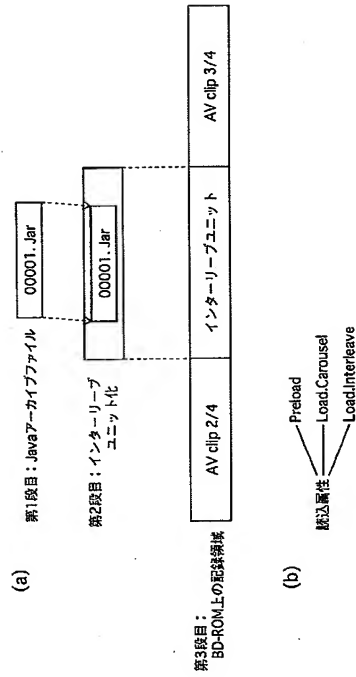 (a)
第1段目：Javaアーカイブファイル
00001. Jar
第2段目：インターリーブ
ユニット化
00001. Jar
第3段目：
BD-ROM上の記録領域
AV clip 2/4
インターリーブユニット
AV clip 3/4
(b)
読込属性
Preload
Load.Carousel
Load.Interleave